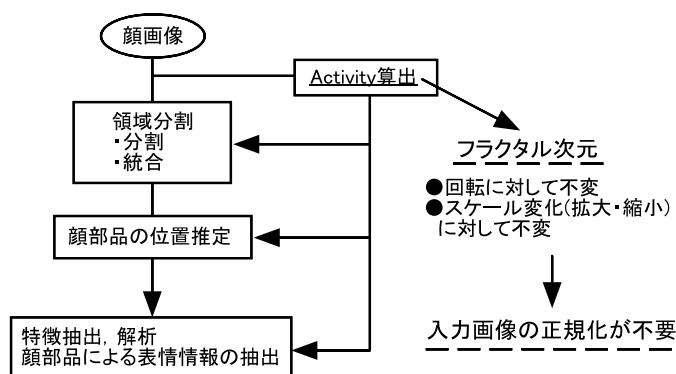 顔画像
Activity算出
領域分割
・分割
・統合
顔部品の位置推定
特徴抽出, 解析
顔部品による表情情報の抽出
フラクタル次元
●回転に対して不変
●スケール変化(拡大・縮小)
に対して不変
入力画像の正規化が不要